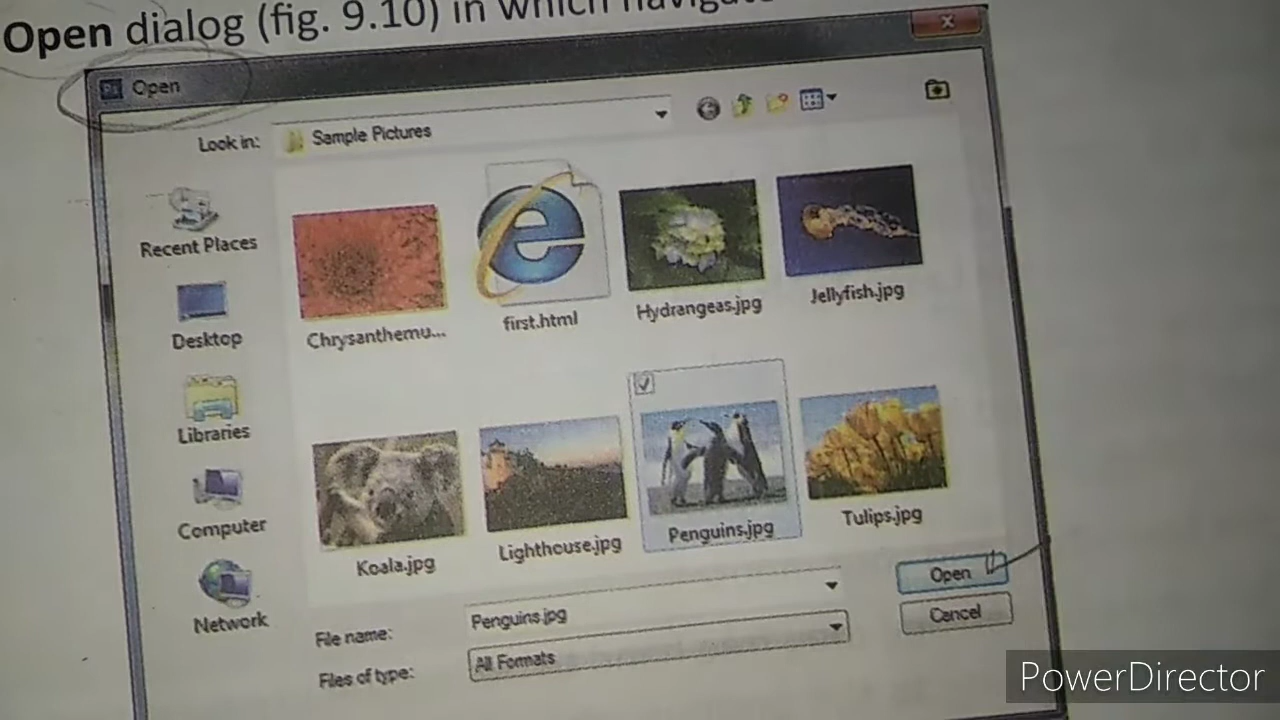 Open dialog (fig. 9.10) in which navigate
Open
Look in: Sample Pictures
Recent Places
Desktop
Libraries
Computer
Network
Chrysanthemu... first.html Hydrangeas.jpg Jellyfish.jpg
Koala.jpg Lighthouse.jpg Penguins.jpg Tulips.jpg
File name: Penguins.jpg Open
Files of type: All Formats Cancel
PowerDirector